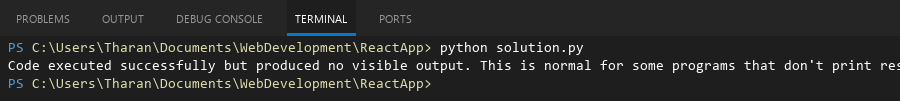 PROBLEMS OUTPUT DEBUG CONSOLE TERMINAL PORTS
PS C:\Users\Tharan\Documents\WebDevelopment\ReactApp> python solution.py
Code executed successfully but produced no visible output. This is normal for some programs that don't print res
PS C:\Users\Tharan\Documents\WebDevelopment\ReactApp>